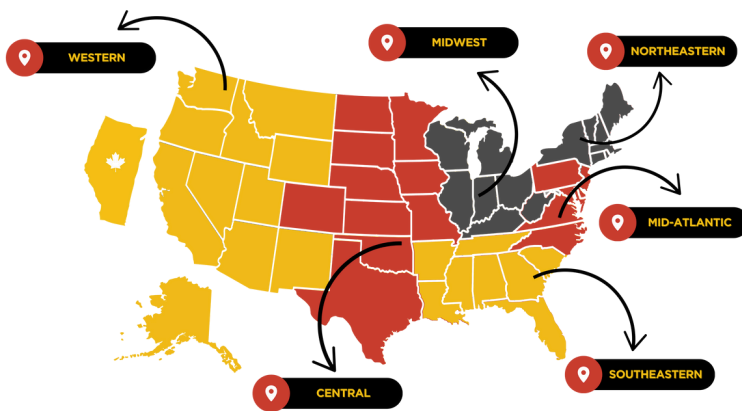 MIDWEST
NORTHEASTERN
WESTERN
MID-ATLANTIC
SOUTHEASTERN
CENTRAL